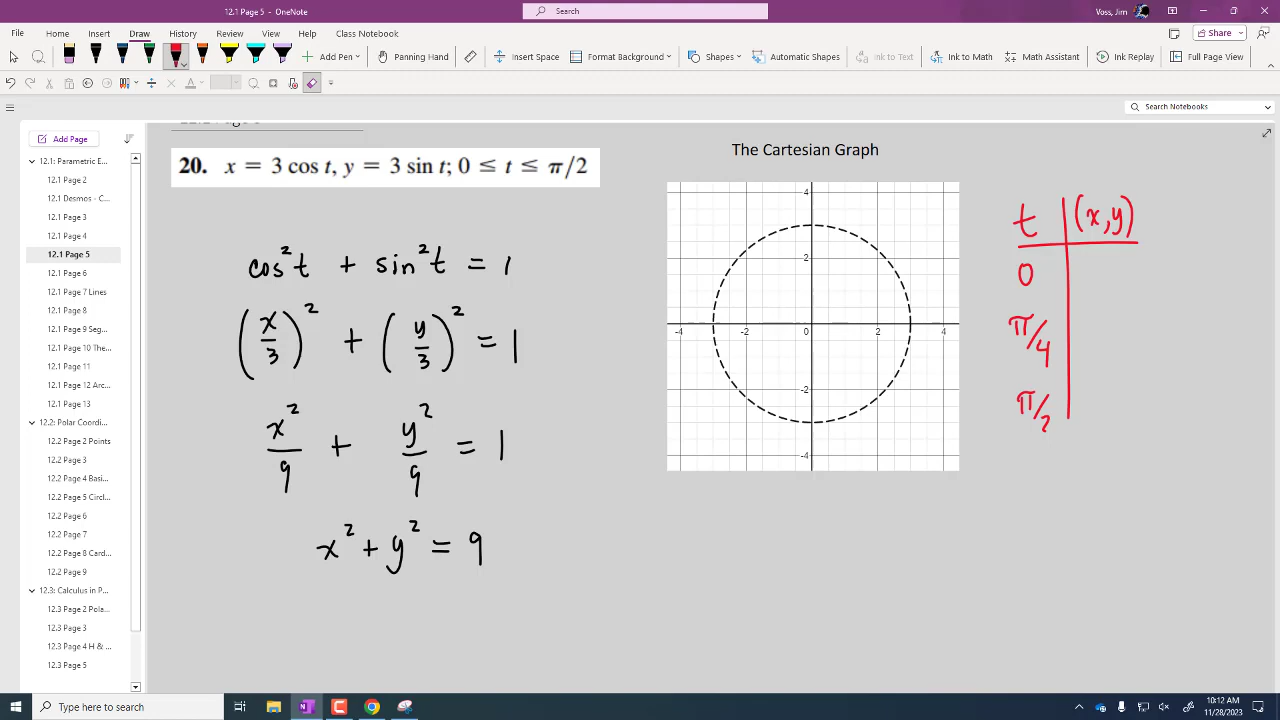 12.1 Page 5 - OneNote
Search
Voss, Jim
File Home Insert Draw History Review View Help Class Notebook
Share
Add Pen
Panning Hand
Insert Space
Format Background
Shapes
Automatic Shapes
Ink to Text
Ink to Math
Math Assistant
Ink Replay
Full Page View
Search Notebooks
Add Page
12.1: Parametric E...
12.1 Page 2
12.1 Desmos - C...
12.1 Page 3
12.1 Page 4
12.1 Page 5
12.1 Page 6
12.1 Page 7 Lines
12.1 Page 8
12.1 Page 9 Seg...
12.1 Page 10 The...
12.1 Page 11
12.1 Page 12 Arc...
12.1 Page 13
12.2: Polar Coordi...
12.2 Page 2 Points
12.2 Page 3
12.2 Page 4 Basi...
12.2 Page 5 Circl...
12.2 Page 6
12.2 Page 7
12.2 Page 8 Card...
12.2 Page 9
12.3: Calculus in P...
12.3 Page 2 Pola...
12.3 Page 3
12.3 Page 4 H & ...
12.3 Page 5
20. x = 3 cos t, y = 3 sin t; 0 ≤ t ≤ π/2
cos²t + sin²t = 1
(x/3)² + (y/3)² = 1
x²/9 + y²/9 = 1
x² + y² = 9
The Cartesian Graph
4
2
-4 -2 0 2 4
-2
-4
t (x,y)
0
π/4
π/2
Type here to search
10:12 AM
11/28/2023